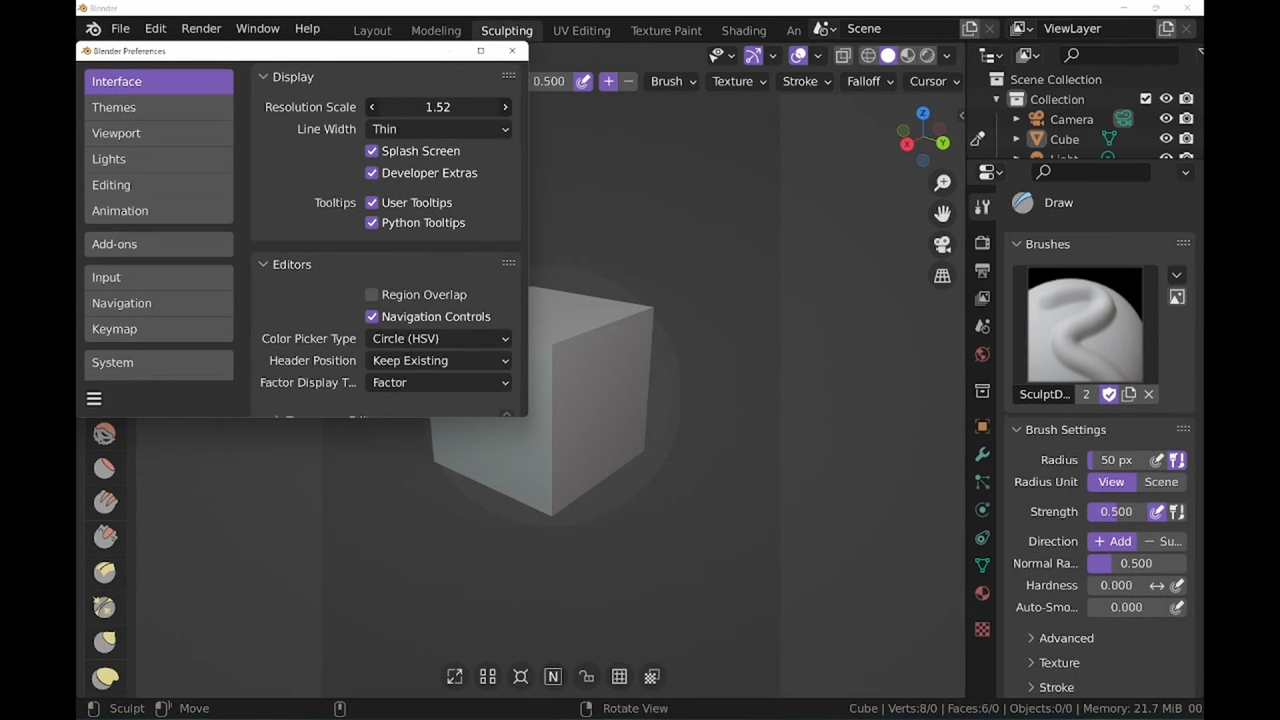 Blender
File Edit Render Window Help Layout Modeling Sculpting UV Editing Texture Paint Shading An Scene ViewLayer
Blender Preferences
Interface
Themes
Viewport
Lights
Editing
Animation
Add-ons
Input
Navigation
Keymap
System
Display
Resolution Scale 1.52
Line Width Thin
Splash Screen
Developer Extras
Tooltips User Tooltips
Python Tooltips
Editors
Region Overlap
Navigation Controls
Color Picker Type Circle (HSV)
Header Position Keep Existing
Factor Display T... Factor
0.500 Brush Texture Stroke Falloff Cursor
Z
X Y
N
Scene Collection
Collection
Camera
Cube
Draw
Brushes
SculptD... 2
Brush Settings
Radius 50 px
Radius Unit View Scene
Strength 0.500
Direction + Add — Su...
Normal Ra... 0.500
Hardness 0.000
Auto-Smo... 0.000
Advanced
Texture
Stroke
Sculpt Move Rotate View Cube | Verts:8/0 | Faces:6/0 | Objects:0/0 | Memory: 21.7 MiB 00